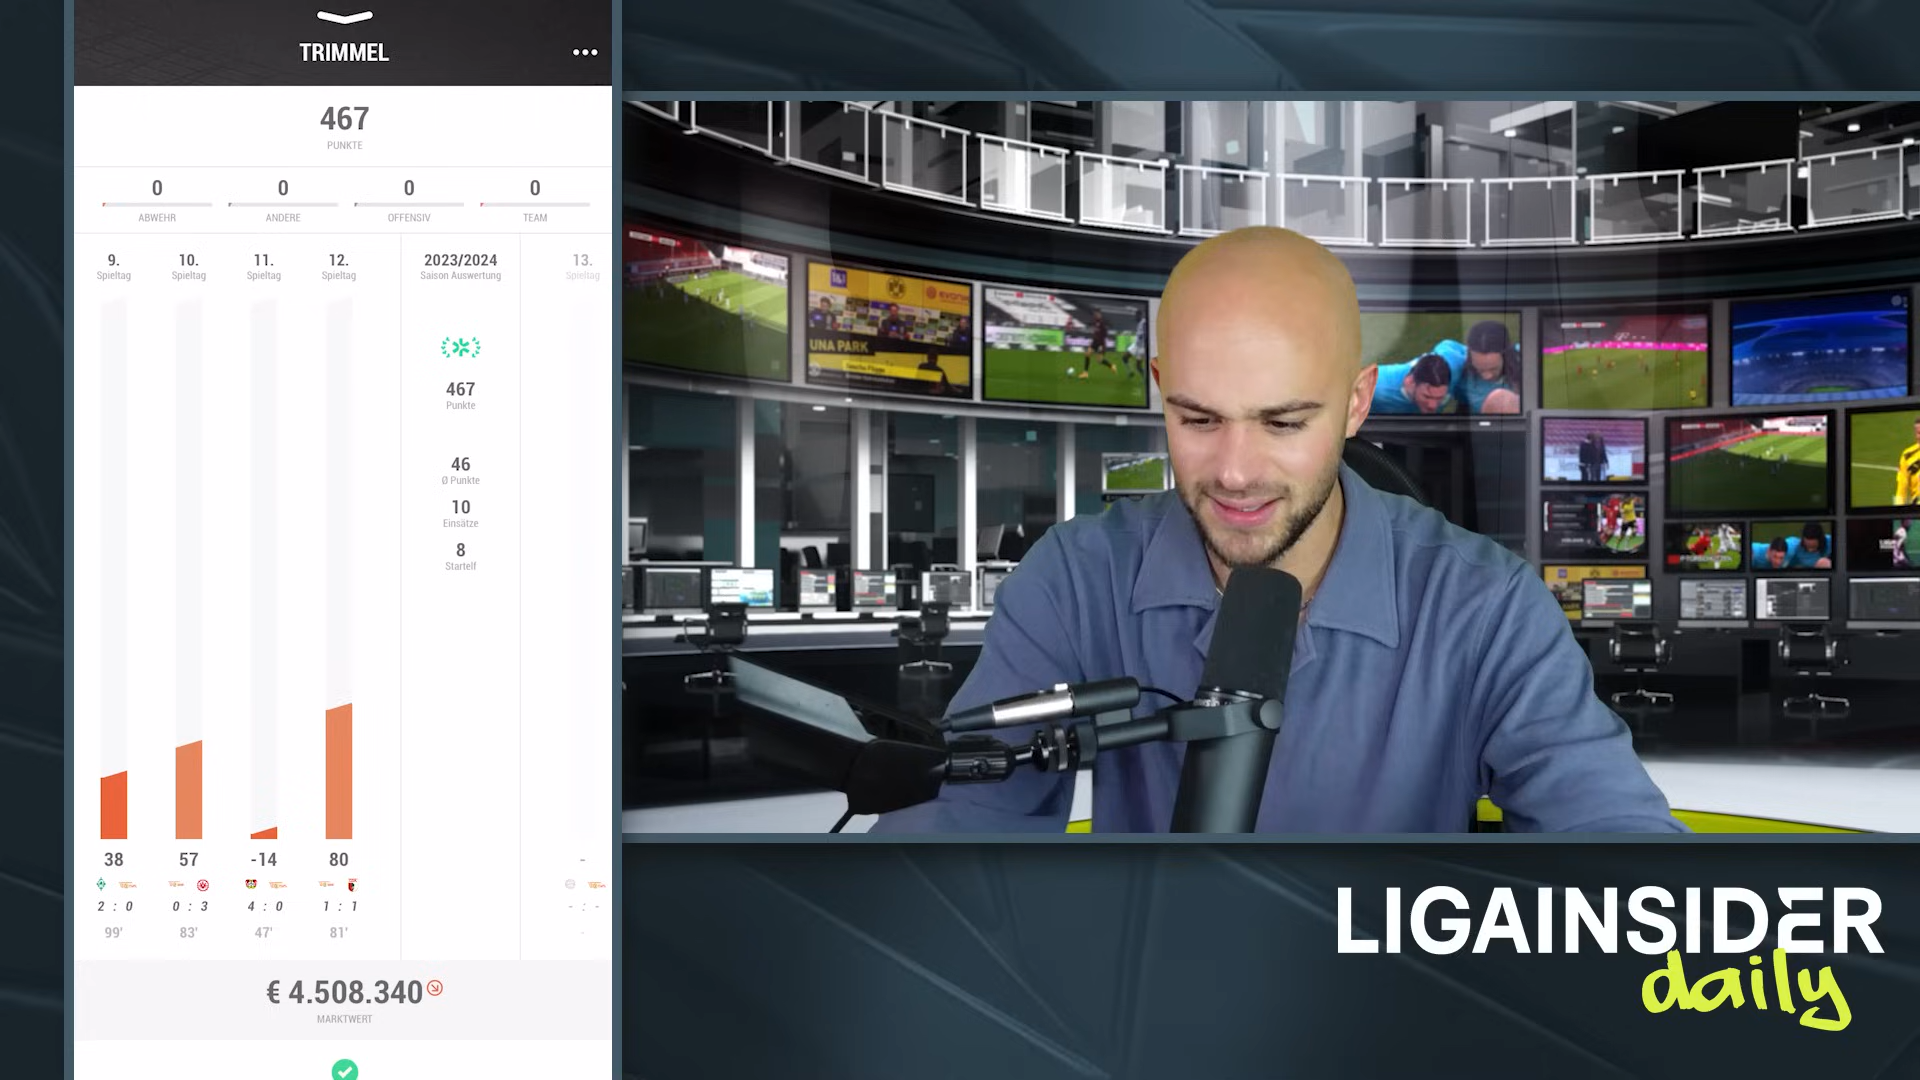 TRIMMEL
467
PUNKTE
0 0 0 0
ABWEHR ANDERE OFFENSIV TEAM
9. 10. 11. 12. 2023/2024 13.
Spieltag Spieltag Spieltag Spieltag Saison Auswertung Spieltag
467
Punkte
46
Ø Punkte
10
Einsätze
8
Startelf
38 57 -14 80 -
2 : 0 0 : 3 4 : 0 1 : 1 - : -
99' 83' 47' 81' -
€ 4.508.340
MARKTWERT
UNA PARK
LIGAINSIDER
daily